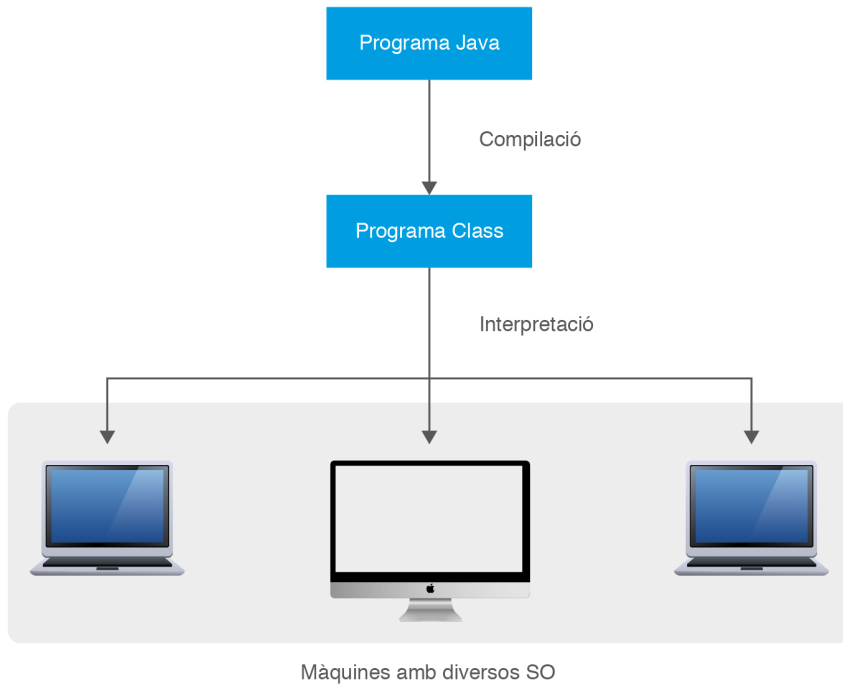 Programa Java
Compilació
Programa Class
Interpretació
Màquines amb diversos SO